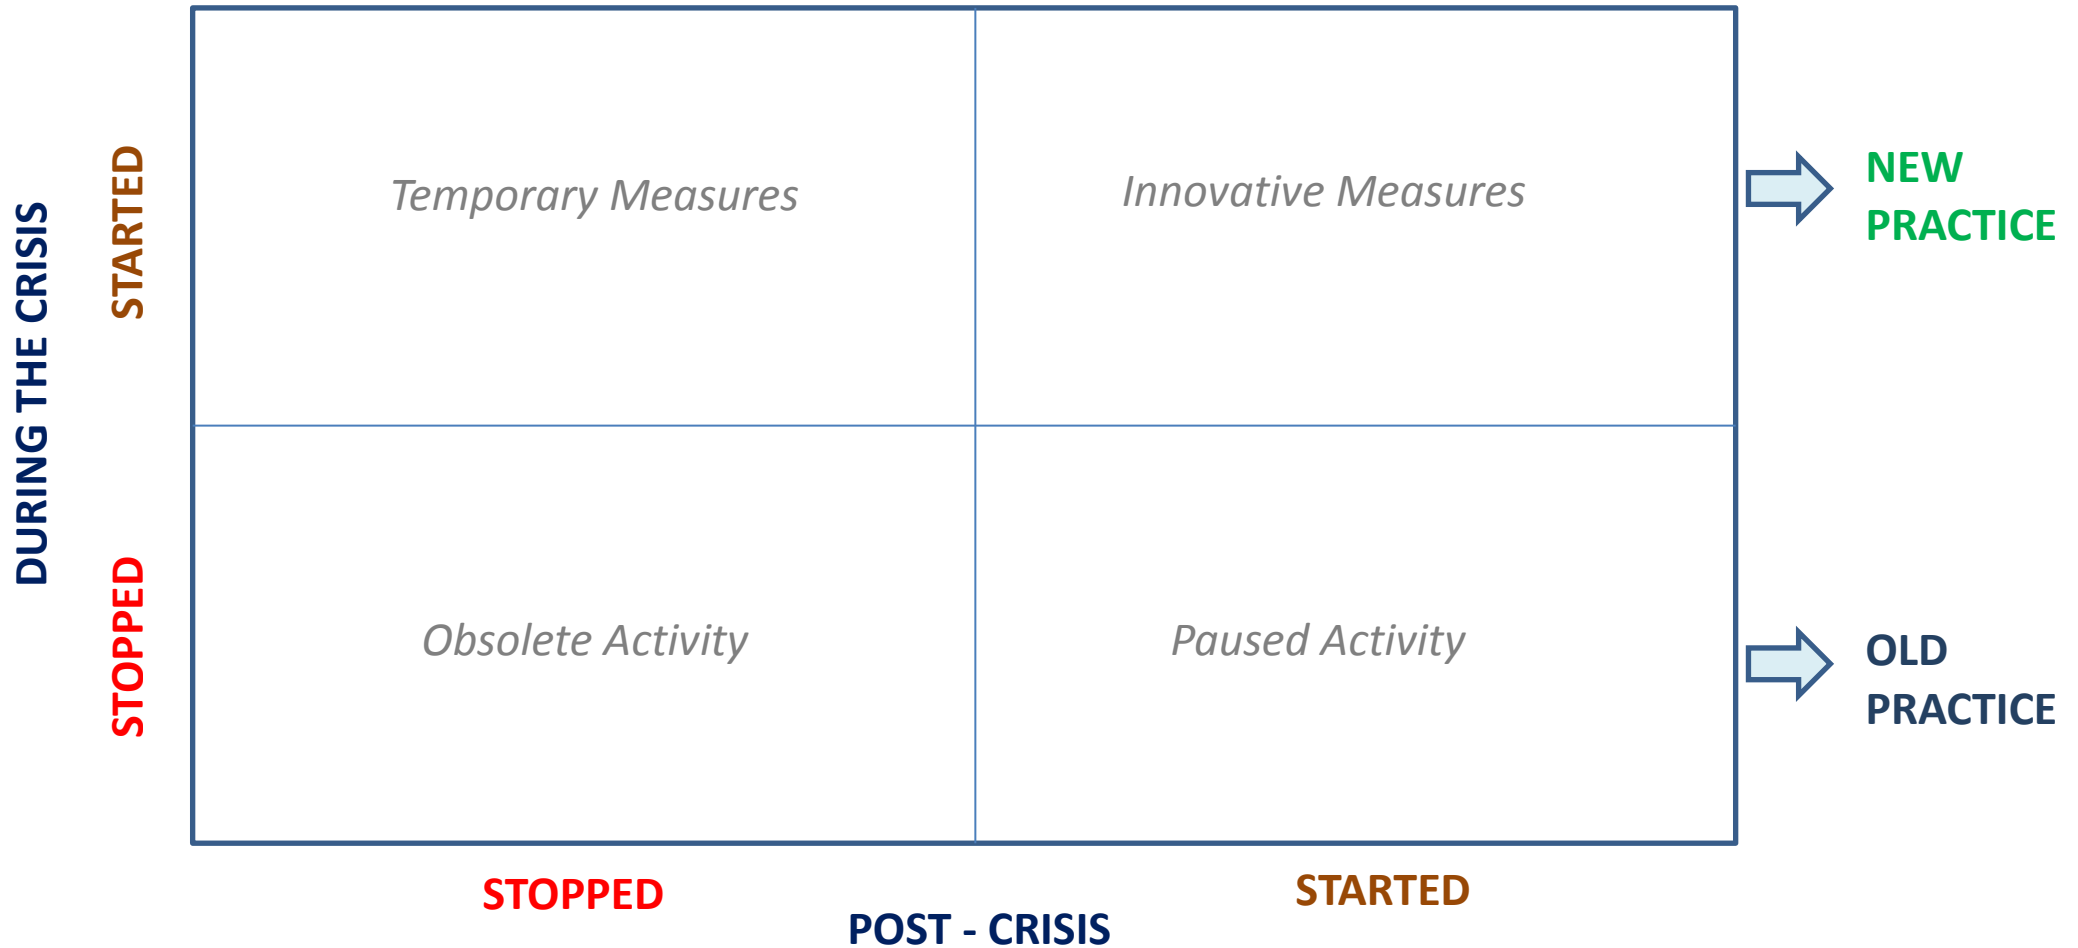 DURING THE CRISIS
STARTED
Temporary Measures
Innovative Measures
NEW
PRACTICE
STOPPED
Obsolete Activity
Paused Activity
OLD
PRACTICE
STOPPED
STARTED
POST - CRISIS